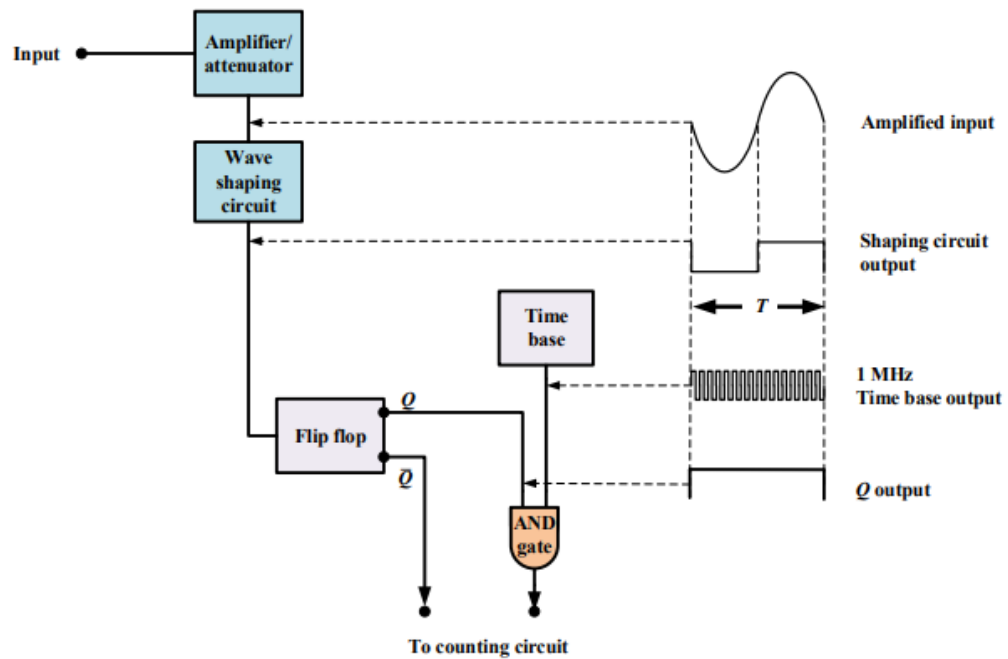 Input
Amplifier/
attenuator
Amplified input
Wave
shaping
circuit
Shaping circuit
output
T
Time
base
1 MHz
Time base output
Flip flop
Q
Q̅
Q output
AND
gate
To counting circuit